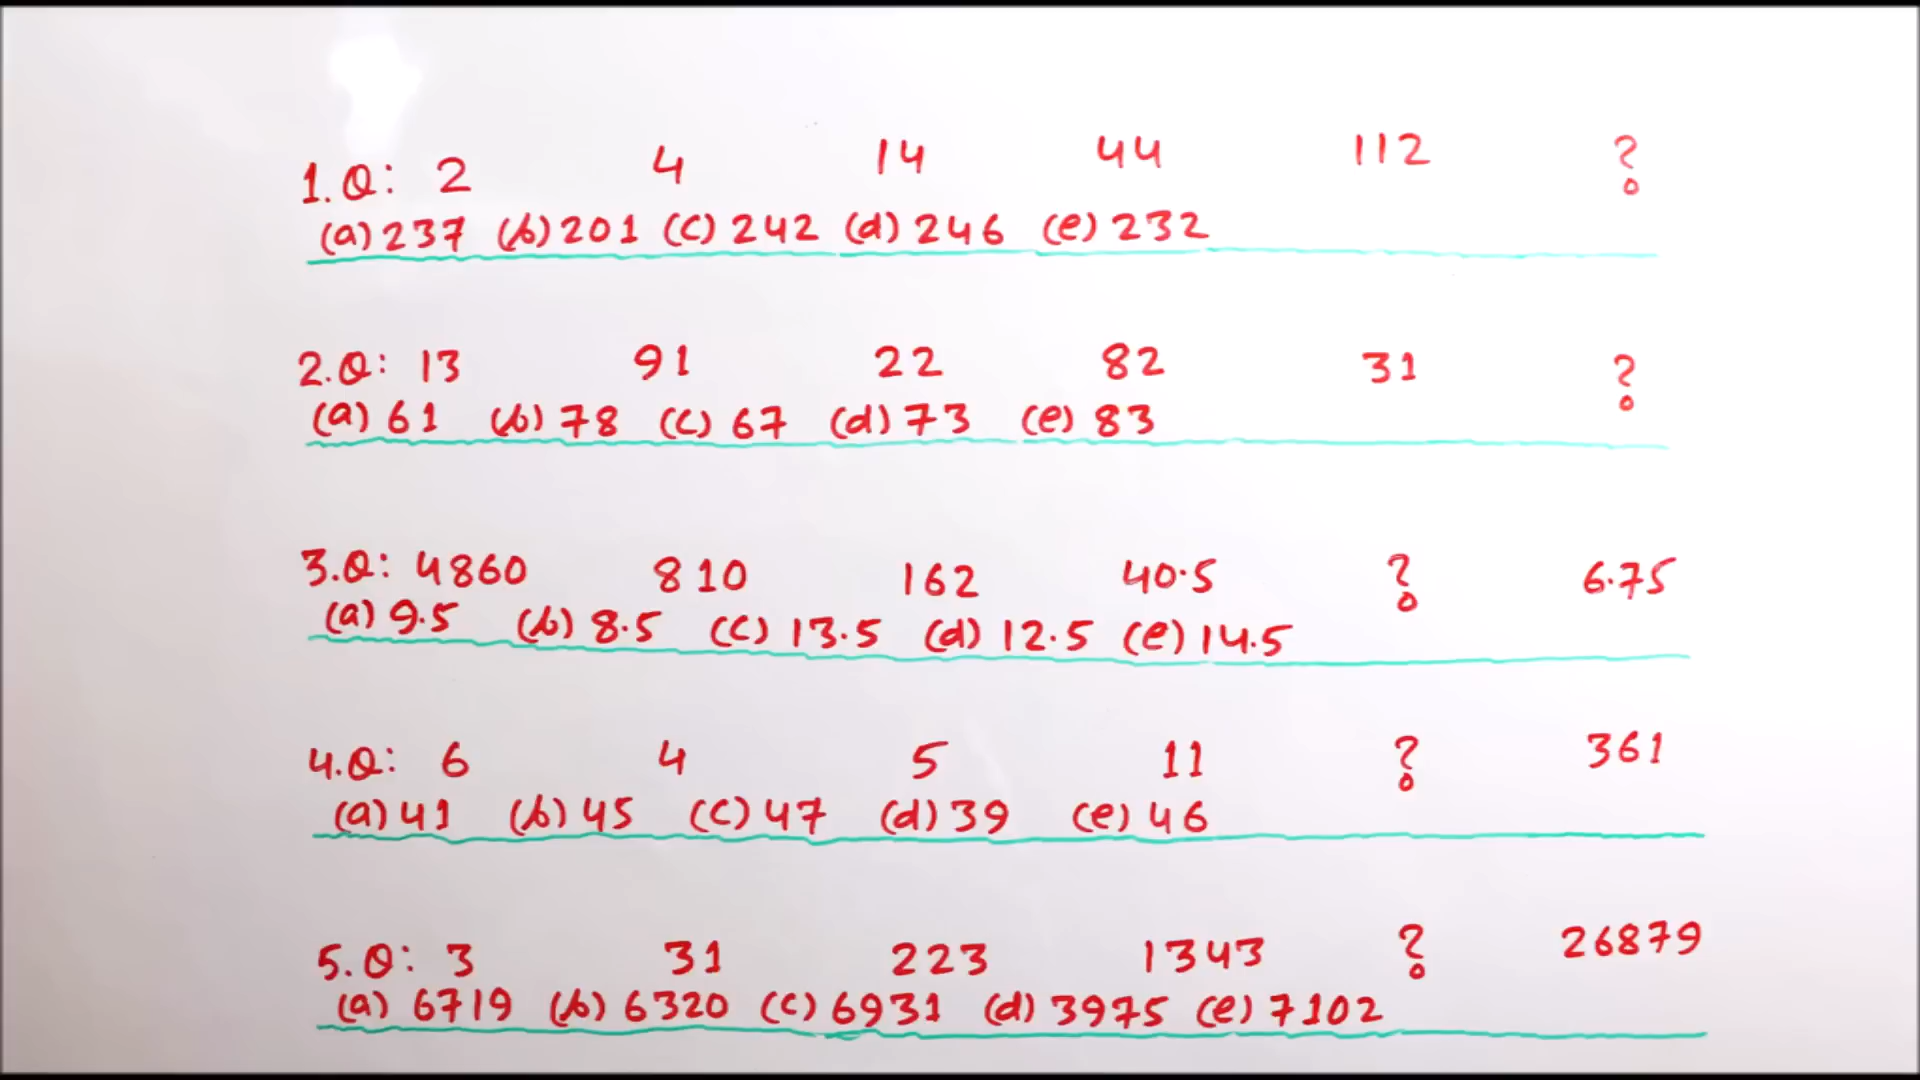 1.Q: 2 4 14 44 112 ?
(a) 237 (b) 201 (c) 242 (d) 246 (e) 232
2.Q: 13 91 22 82 31 ?
(a) 61 (b) 78 (c) 67 (d) 73 (e) 83
3.Q: 4860 810 162 40.5 ? 6.75
(a) 9.5 (b) 8.5 (c) 13.5 (d) 12.5 (e) 14.5
4.Q: 6 4 5 11 ? 361
(a) 41 (b) 45 (c) 47 (d) 39 (e) 46
5.Q: 3 31 223 1343 ? 26879
(a) 6719 (b) 6320 (c) 6931 (d) 3975 (e) 7102